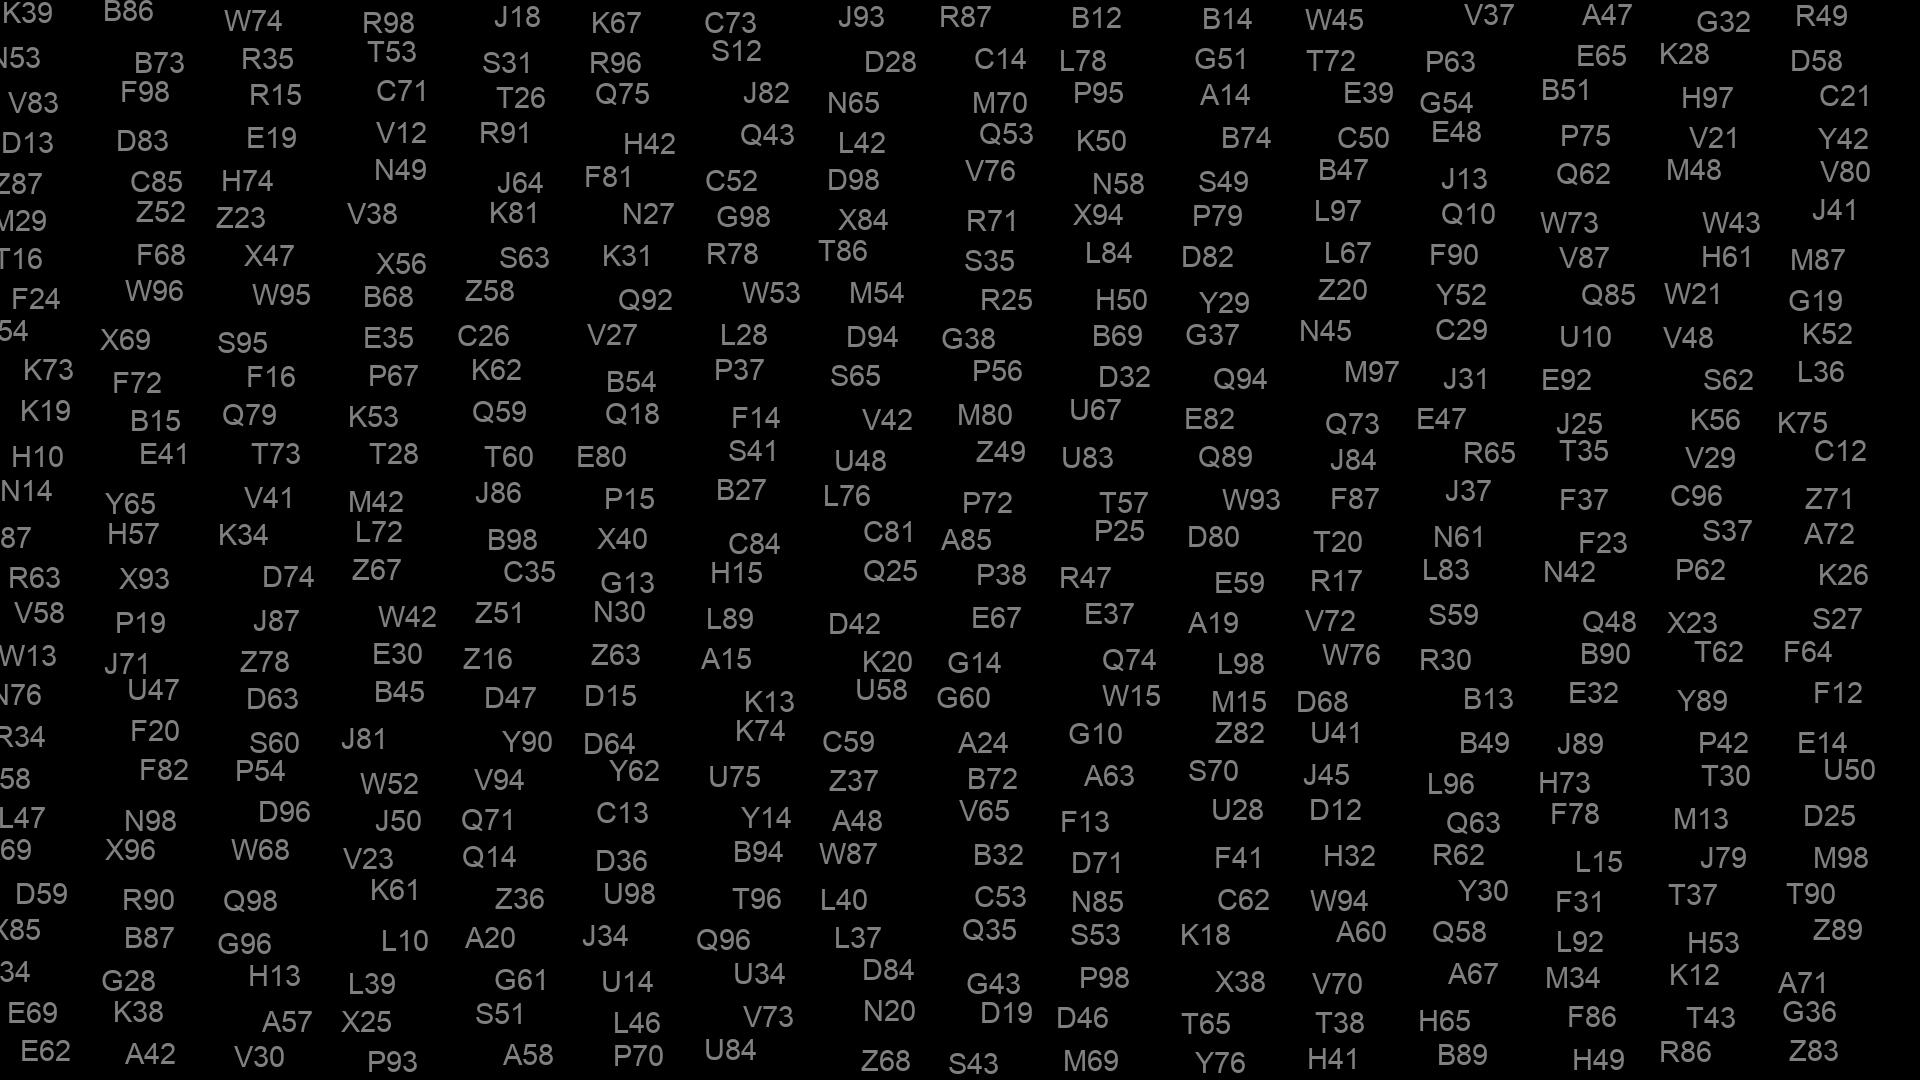 K39 B86 W74 R98 J18 K67 C73 J93 R87 B12 B14 W45 V37 A47 G32 R49
N53 B73 R35 T53 S31 R96 S12 D28 C14 L78 G51 T72 P63 E65 K28 D58
V83 F98 R15 C71 T26 Q75 J82 N65 M70 P95 A14 E39 G54 B51 H97 C21
D13 D83 E19 V12 R91 H42 Q43 L42 Q53 K50 B74 C50 E48 P75 V21 Y42
Z87 C85 H74 N49 J64 F81 C52 D98 V76 N58 S49 B47 J13 Q62 M48 V80
M29 Z52 Z23 V38 K81 N27 G98 X84 R71 X94 P79 L97 Q10 W73 W43 J41
T16 F68 X47 X56 S63 K31 R78 T86 S35 L84 D82 L67 F90 V87 H61 M87
F24 W96 W95 B68 Z58 Q92 W53 M54 R25 H50 Y29 Z20 Y52 Q85 W21 G19
54 X69 S95 E35 C26 V27 L28 D94 G38 B69 G37 N45 C29 U10 V48 K52
K73 F72 F16 P67 K62 B54 P37 S65 P56 D32 Q94 M97 J31 E92 S62 L36
K19 B15 Q79 K53 Q59 Q18 F14 V42 M80 U67 E82 Q73 E47 J25 K56 K75
H10 E41 T73 T28 T60 E80 S41 U48 Z49 U83 Q89 J84 R65 T35 V29 C12
N14 Y65 V41 M42 J86 P15 B27 L76 P72 T57 W93 F87 J37 F37 C96 Z71
87 H57 K34 L72 B98 X40 C84 C81 A85 P25 D80 T20 N61 F23 S37 A72
R63 X93 D74 Z67 C35 G13 H15 Q25 P38 R47 E59 R17 L83 N42 P62 K26
V58 P19 J87 W42 Z51 N30 L89 D42 E67 E37 A19 V72 S59 Q48 X23 S27
W13 J71 Z78 E30 Z16 Z63 A15 K20 G14 Q74 L98 W76 R30 B90 T62 F64
N76 U47 D63 B45 D47 D15 K13 U58 G60 W15 M15 D68 B13 E32 Y89 F12
R34 F20 S60 J81 Y90 D64 K74 C59 A24 G10 Z82 U41 B49 J89 P42 E14
58 F82 P54 W52 V94 Y62 U75 Z37 B72 A63 S70 J45 L96 H73 T30 U50
L47 N98 D96 J50 Q71 C13 Y14 A48 V65 F13 U28 D12 Q63 F78 M13 D25
69 X96 W68 V23 Q14 D36 B94 W87 B32 D71 F41 H32 R62 L15 J79 M98
D59 R90 Q98 K61 Z36 U98 T96 L40 C53 N85 C62 W94 Y30 F31 T37 T90
X85 B87 G96 L10 A20 J34 Q96 L37 Q35 S53 K18 A60 Q58 L92 H53 Z89
34 G28 H13 L39 G61 U14 U34 D84 G43 P98 X38 V70 A67 M34 K12 A71
E69 K38 A57 X25 S51 L46 V73 N20 D19 D46 T65 T38 H65 F86 T43 G36
E62 A42 V30 P93 A58 P70 U84 Z68 S43 M69 Y76 H41 B89 H49 R86 Z83